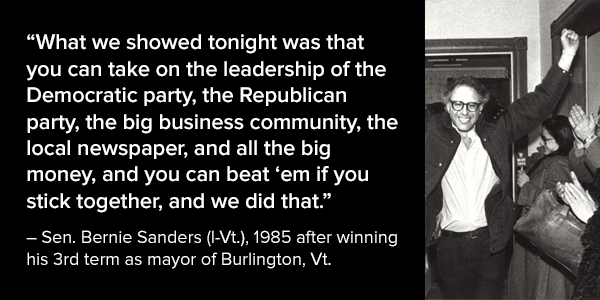 “What we showed tonight was that
you can take on the leadership of the
Democratic party, the Republican
party, the big business community, the
local newspaper, and all the big
money, and you can beat ‘em if you
stick together, and we did that.”
– Sen. Bernie Sanders (I-Vt.), 1985 after winning
his 3rd term as mayor of Burlington, Vt.